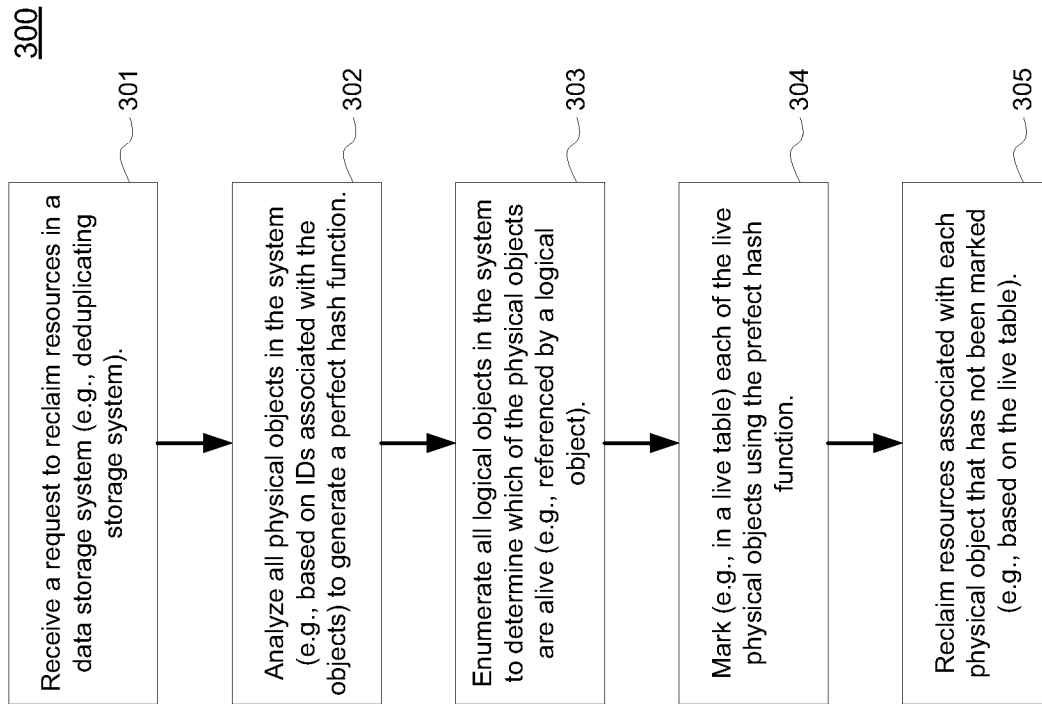 300
Receive a request to reclaim resources in a
data storage system (e.g., deduplicating
storage system).
301
Analyze all physical objects in the system
(e.g., based on IDs associated with the
objects) to generate a perfect hash function.
302
Enumerate all logical objects in the system
to determine which of the physical objects
are alive (e.g., referenced by a logical
object).
303
Mark (e.g., in a live table) each of the live
physical objects using the prefect hash
function.
304
Reclaim resources associated with each
physical object that has not been marked
(e.g., based on the live table).
305